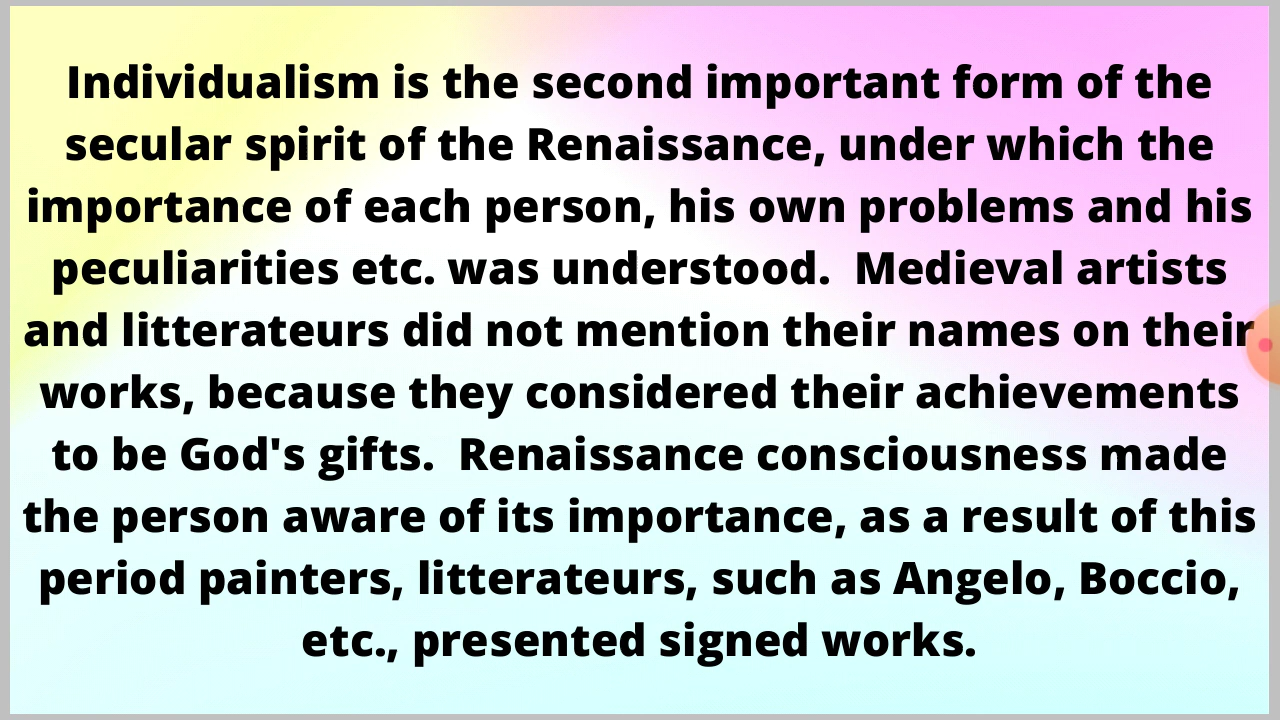 Individualism is the second important form of the
secular spirit of the Renaissance, under which the
importance of each person, his own problems and his
peculiarities etc. was understood.  Medieval artists
and litterateurs did not mention their names on their
works, because they considered their achievements
to be God's gifts.  Renaissance consciousness made
the person aware of its importance, as a result of this
period painters, litterateurs, such as Angelo, Boccio,
etc., presented signed works.